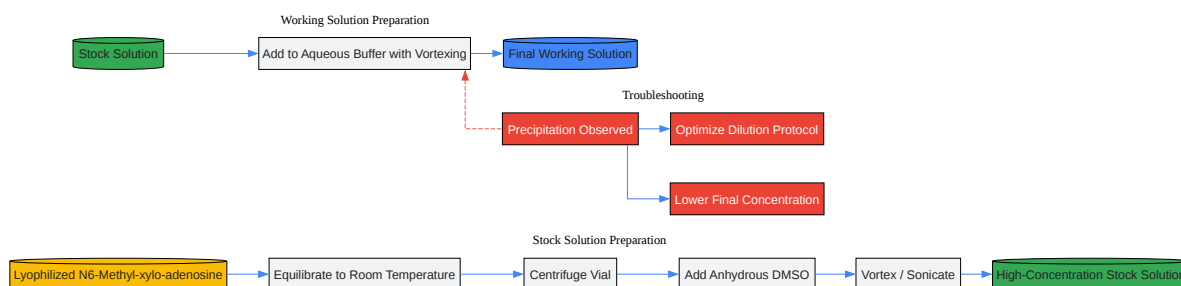 Working Solution Preparation
Stock Solution
Add to Aqueous Buffer with Vortexing
Final Working Solution
Troubleshooting
Precipitation Observed
Optimize Dilution Protocol
Lower Final Concentration
Stock Solution Preparation
Lyophilized N6-Methyl-xylo-adenosine
Equilibrate to Room Temperature
Centrifuge Vial
Add Anhydrous DMSO
Vortex / Sonicate
High-Concentration Stock Solution